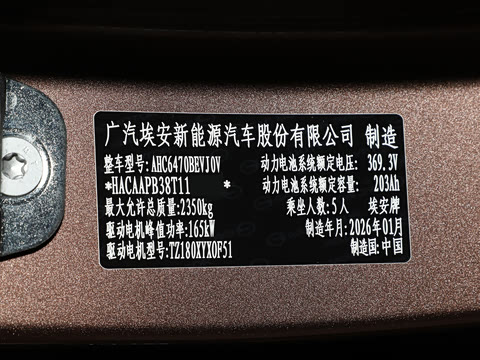 广汽埃安新能源汽车股份有限公司 制造
整车型号:AHC6470BEVJ0V 动力电池系统额定电压: 369.3V
*HACAAPB38T11 * 动力电池系统额定容量: 203Ah
最大允许总质量:2350kg 乘坐人数:5人 埃安牌
驱动电机峰值功率:165kW 制造年月:2026年01月
驱动电机型号:TZ180XYX0F51 制造国:中国